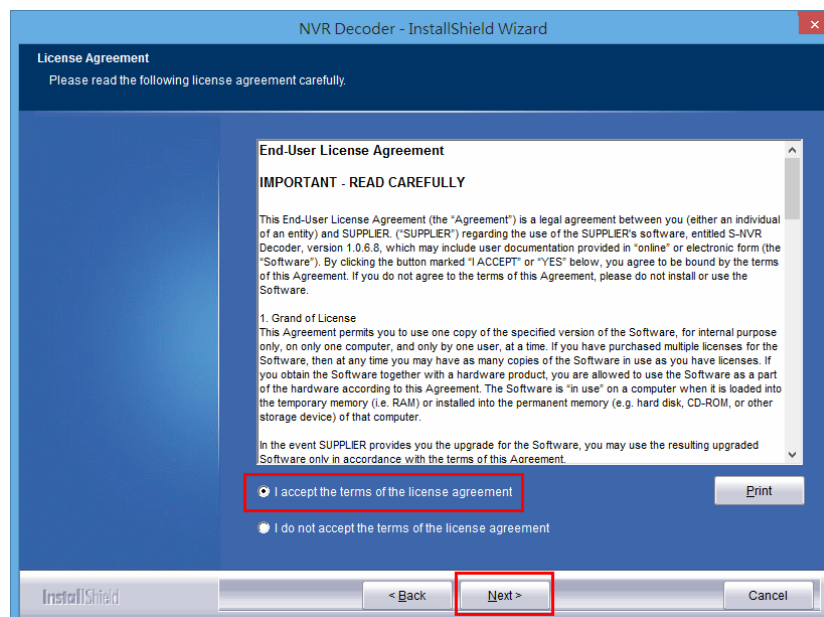 NVR Decoder - InstallShield Wizard
License Agreement
Please read the following license agreement carefully.
End-User License Agreement
IMPORTANT - READ CAREFULLY
This End-User License Agreement (the “Agreement”) is a legal agreement between you (either an individual
of an entity) and SUPPLIER. (“SUPPLIER”) regarding the use of the SUPPLIER's software, entitled S-NVR
Decoder, version 1.0.6.8, which may include user documentation provided in “online” or electronic form (the
“Software”). By clicking the button marked “I ACCEPT” or “YES” below, you agree to be bound by the terms
of this Agreement. If you do not agree to the terms of this Agreement, please do not install or use the
Software.
1. Grand of License
This Agreement permits you to use one copy of the specified version of the Software, for internal purpose
only, on only one computer, and only by one user, at a time. If you have purchased multiple licenses for the
Software, then at any time you may have as many copies of the Software in use as you have licenses. If
you obtain the Software together with a hardware product, you are allowed to use the Software as a part
of the hardware according to this Agreement. The Software is “in use” on a computer when it is loaded into
the temporary memory (i.e. RAM) or installed into the permanent memory (e.g. hard disk, CD-ROM, or other
storage device) of that computer.
In the event SUPPLIER provides you the upgrade for the Software, you may use the resulting upgraded
Software only in accordance with the terms of this Agreement.
I accept the terms of the license agreement
Print
I do not accept the terms of the license agreement
InstallShield
< Back
Next >
Cancel